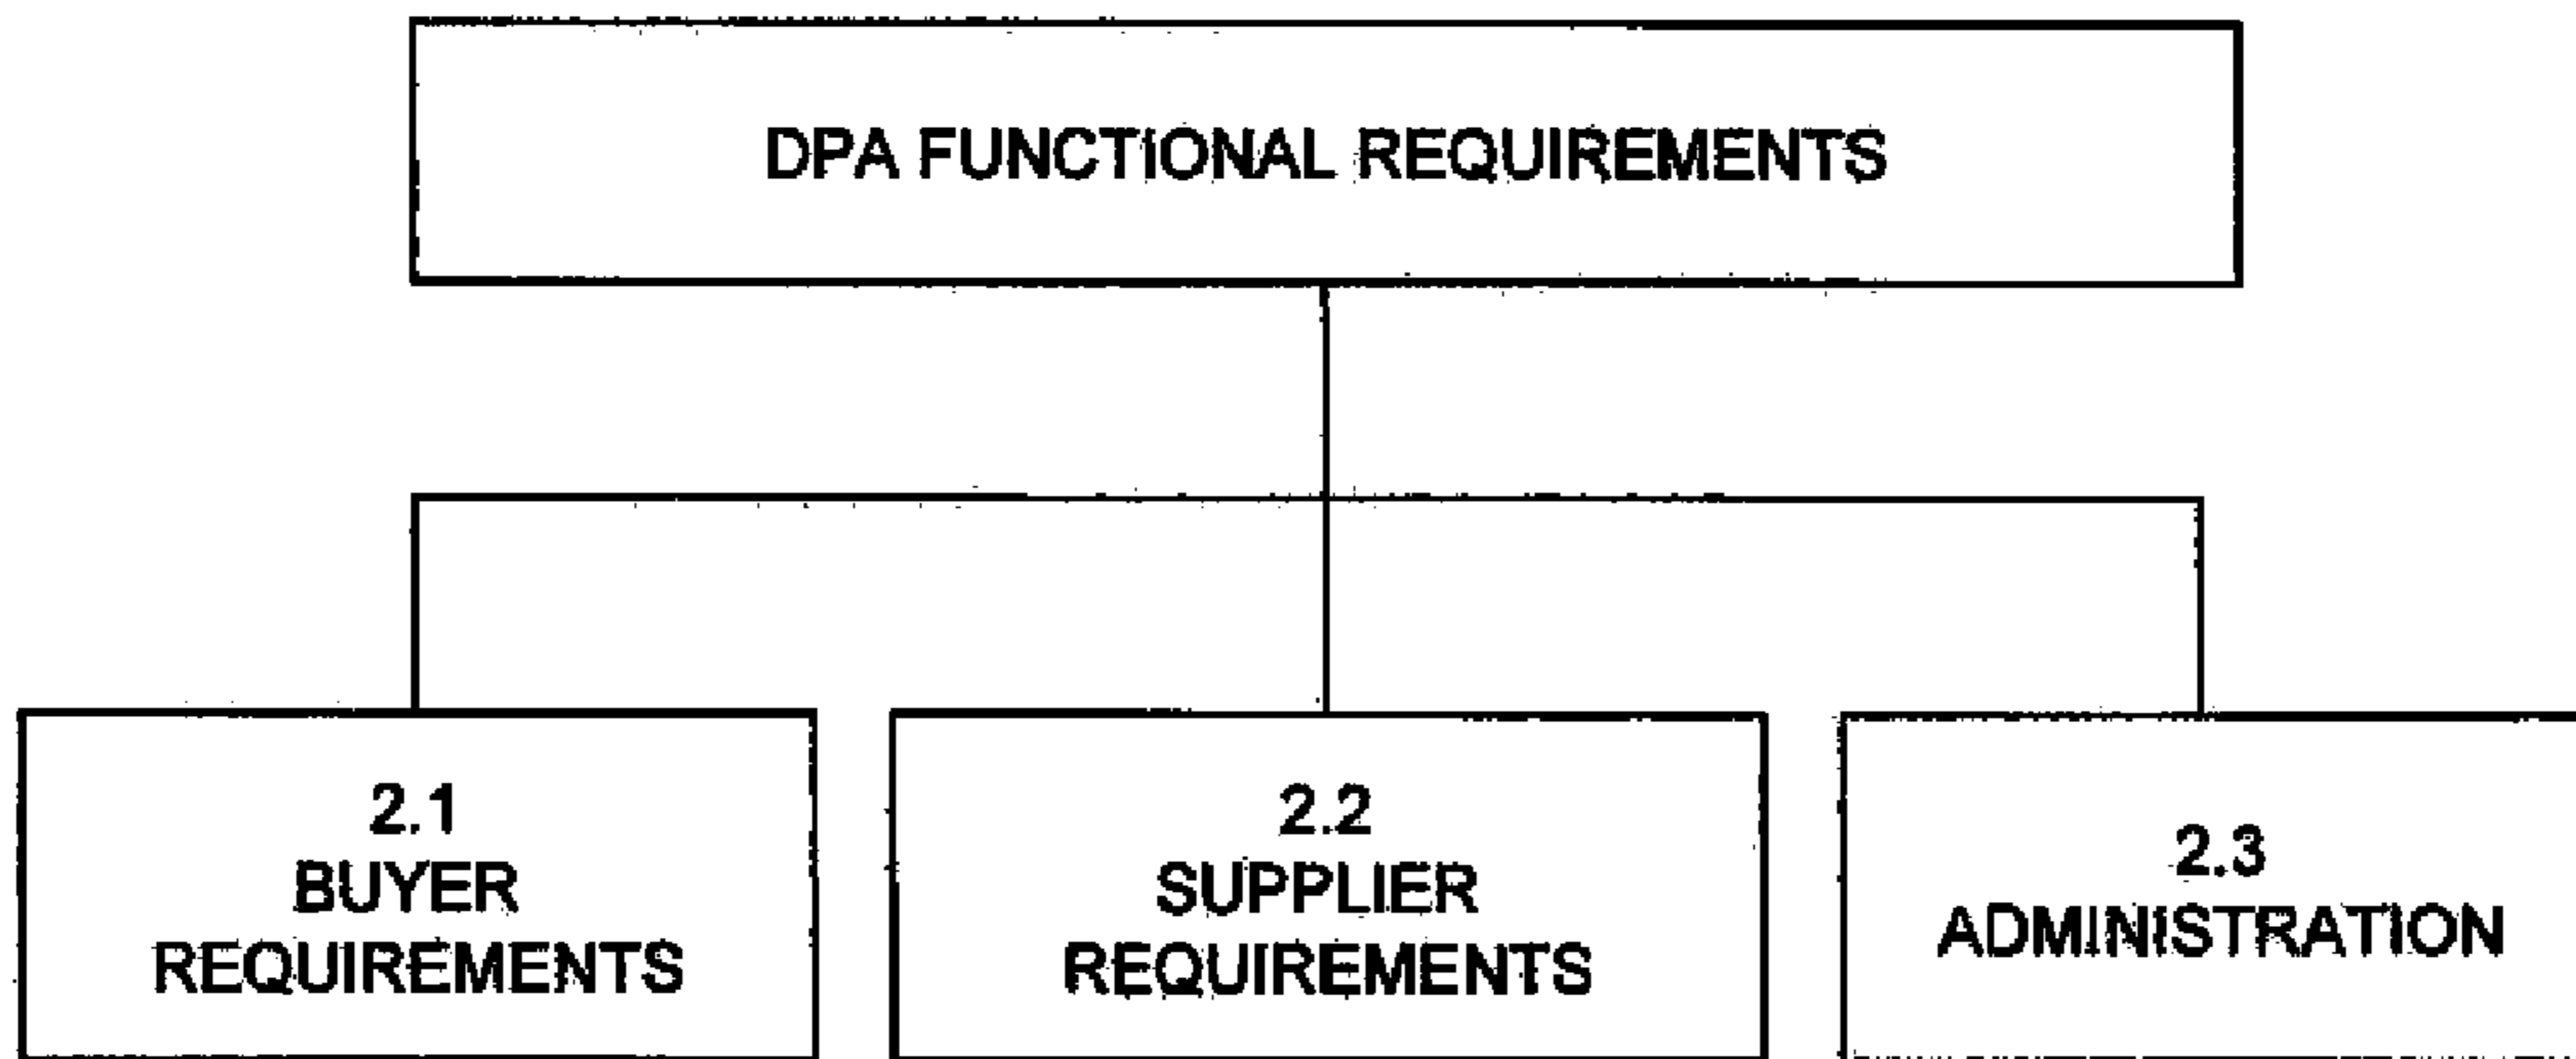 DPA FUNCTIONAL REQUIREMENTS
2.1
BUYER
REQUIREMENTS
2.2
SUPPLIER
REQUIREMENTS
2.3
ADMINISTRATION